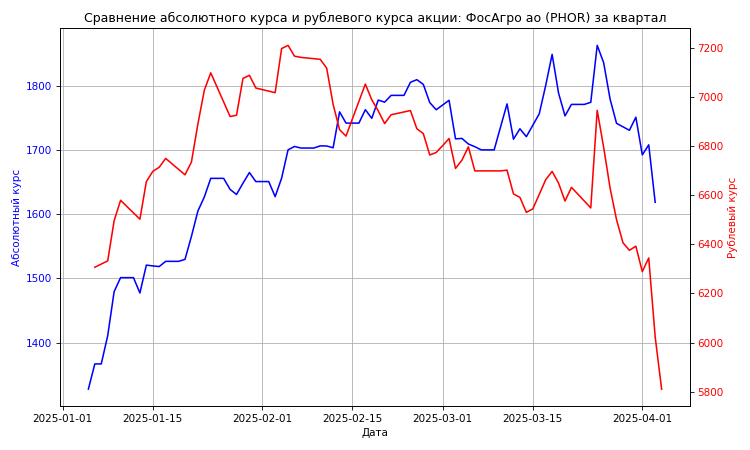 Сравнение абсолютного курса и рублевого курса акции: ФосАгро ао (PHOR) за квартал
1800
1700
1600
1500
1400
Абсолютный курс
7200
7000
6800
6600
6400
6200
6000
5800
Рублевый курс
2025-01-01 2025-01-15 2025-02-01 2025-02-15 2025-03-01 2025-03-15 2025-04-01
Дата